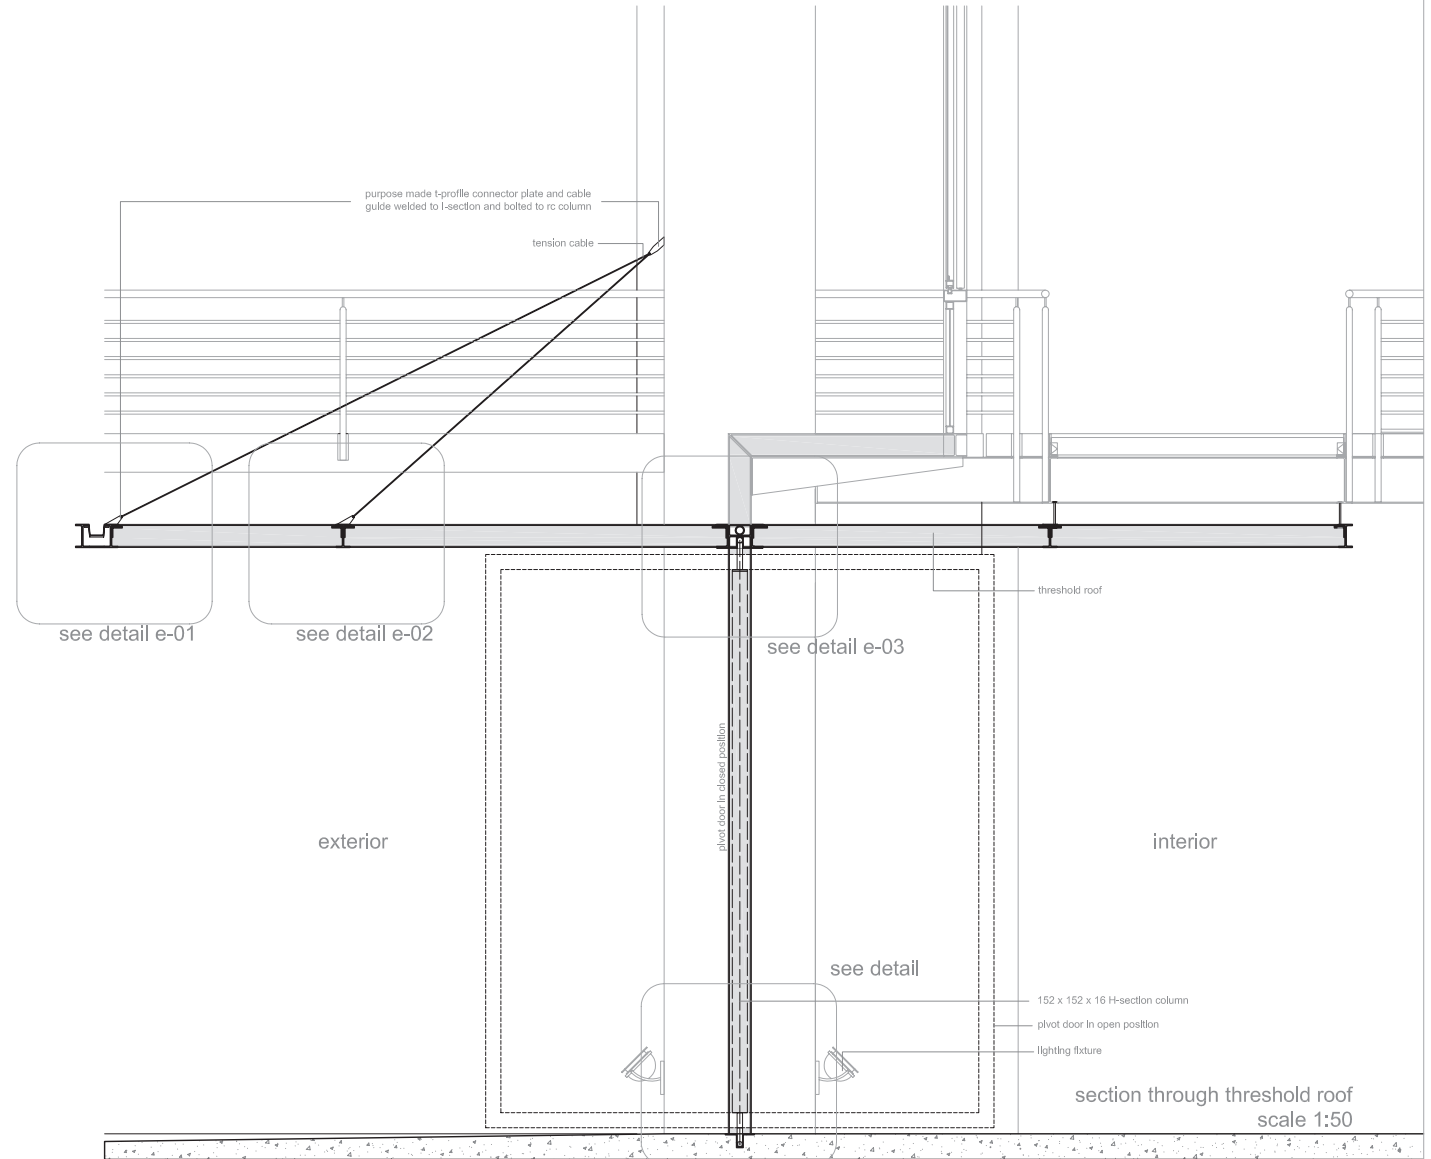 purpose made t-profile connector plate and cable
guide welded to I-section and bolted to rc column
tension cable
threshold roof
see detail e-01
see detail e-02
see detail e-03
pivot door in closed position
exterior
interior
see detail
152 x 152 x 16 H-section column
pivot door in open position
lighting fixture
section through threshold roof
scale 1:50